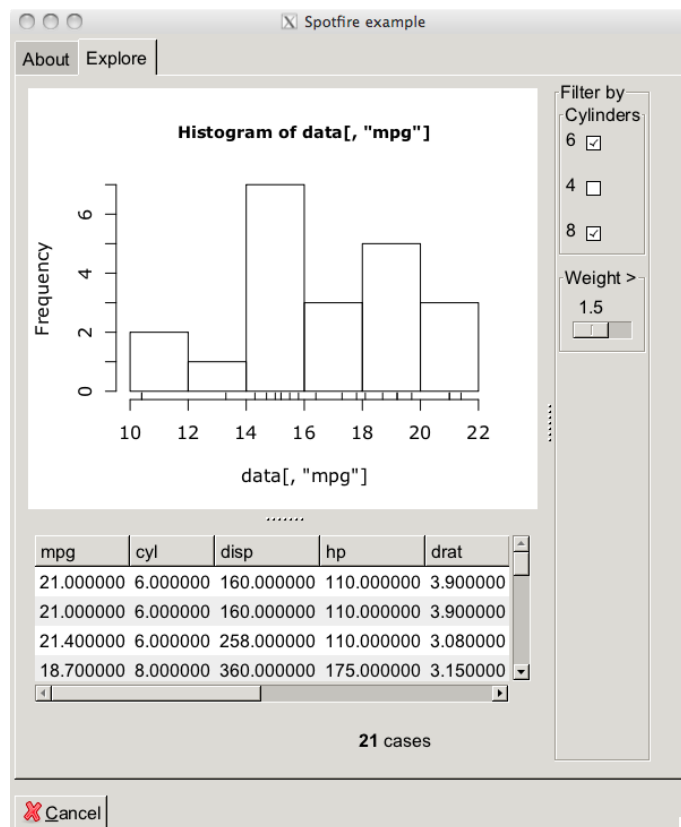 Spotfire example
About Explore
Histogram of data[, "mpg"]
Frequency
0 2 4 6
10 12 14 16 18 20 22
data[, "mpg"]
Filter by
Cylinders
6
4
8
Weight >
1.5
mpg cyl disp hp drat
21.000000 6.000000 160.000000 110.000000 3.900000
21.000000 6.000000 160.000000 110.000000 3.900000
21.400000 6.000000 258.000000 110.000000 3.080000
18.700000 8.000000 360.000000 175.000000 3.150000
21 cases
Cancel